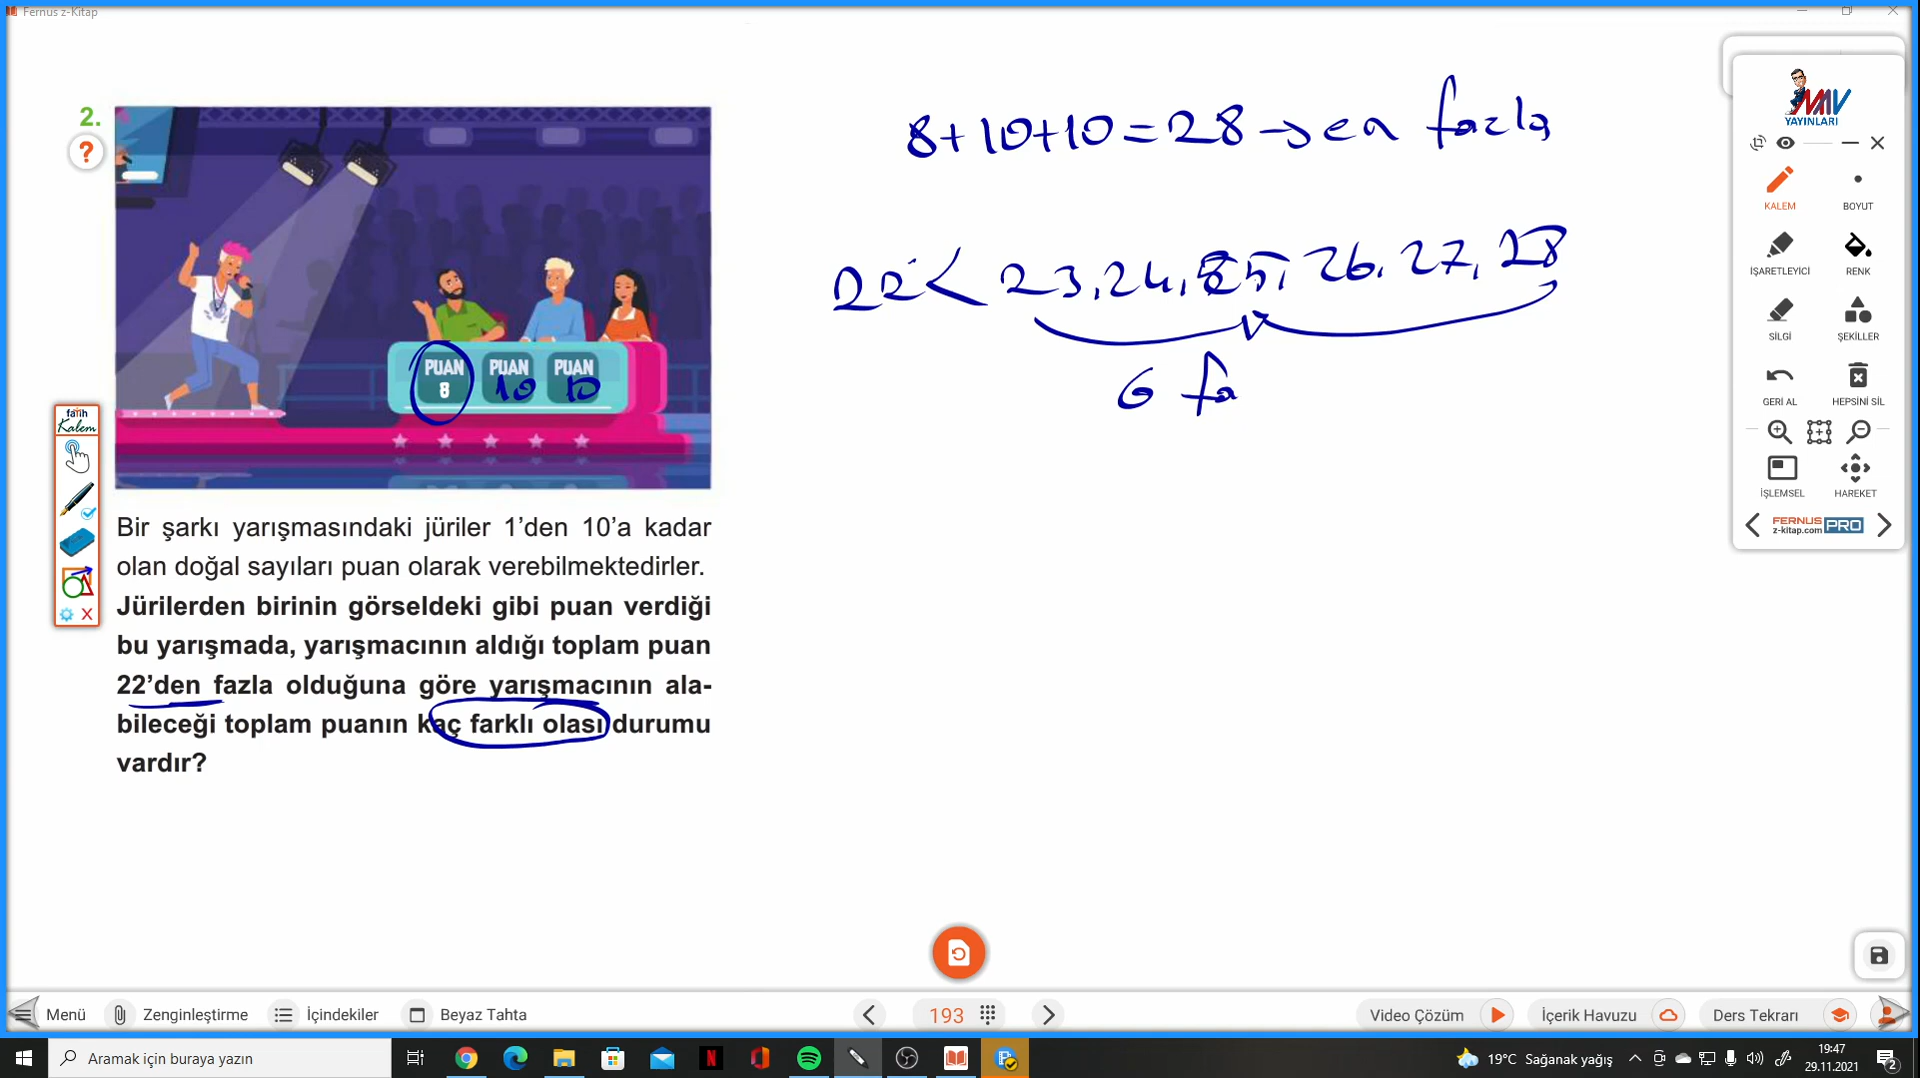 Fernus z-Kitap
2.
?
PUAN
8
PUAN
10
PUAN
10
Bir şarkı yarışmasındaki jüriler 1’den 10’a kadar
olan doğal sayıları puan olarak verebilmektedirler.
Jürilerden birinin görseldeki gibi puan verdiği
bu yarışmada, yarışmacının aldığı toplam puan
22’den fazla olduğuna göre yarışmacının ala-
bileceği toplam puanın kaç farklı olası durumu
vardır?
8+10+10=28→en fazla
22< 23,24,25,26,27,28
6 fa
fatih
Kalem
X
MAV
YAYINLARI
KALEM
BOYUT
İŞARETLEYİCİ
RENK
SİLGİ
ŞEKİLLER
GERİ AL
HEPSİNİ SİL
İŞLEMSEL
HAREKET
FERNUS PRO
z-kitap.com
Menü
Zenginleştirme
İçindekiler
Beyaz Tahta
193
Video Çözüm
İçerik Havuzu
Ders Tekrarı
Aramak için buraya yazın
19°C Sağanak yağış
19:47
29.11.2021
2